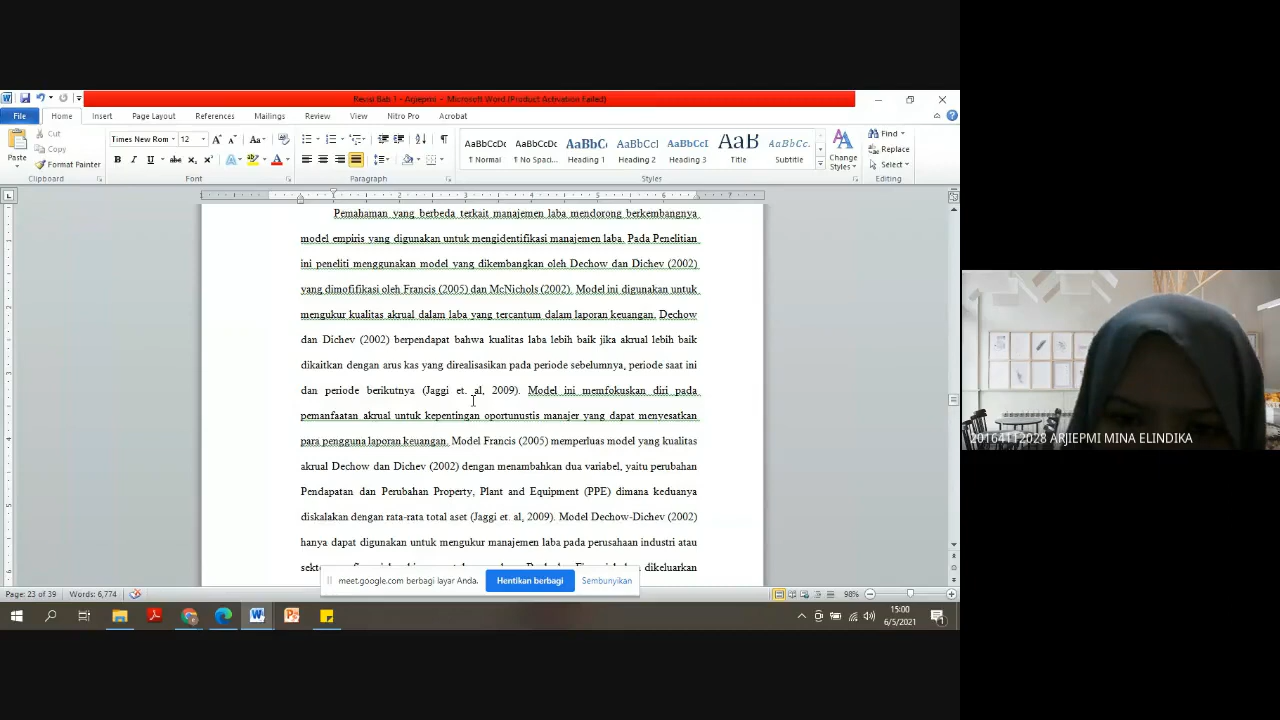 Revisi Bab 1 - Arjiepmi - Microsoft Word (Product Activation Failed)
File Home Insert Page Layout References Mailings Review View Nitro Pro Acrobat
Paste
Cut
Copy
Format Painter
Clipboard
Times New Rom 12
Font
Paragraph
AaBbCcDc AaBbCcDc AaBbC AaBbCcI AaBbCcI AaB AaBbCc.
¶ Normal ¶ No Spac... Heading 1 Heading 2 Heading 3 Title Subtitle
Change Styles
Styles
Find
Replace
Select
Editing
Pemahaman yang berbeda terkait manajemen laba mendorong berkembangnya
model empiris yang digunakan untuk mengidentifikasi manajemen laba. Pada Penelitian
ini peneliti menggunakan model yang dikembangkan oleh Dechow dan Dichev (2002)
yang dimofifikasi oleh Francis (2005) dan McNichols (2002). Model ini digunakan untuk
mengukur kualitas akrual dalam laba yang tercantum dalam laporan keuangan. Dechow
dan Dichev (2002) berpendapat bahwa kualitas laba lebih baik jika akrual lebih baik
dikaitkan dengan arus kas yang direalisasikan pada periode sebelumnya, periode saat ini
dan periode berikutnya (Jaggi et. al, 2009). Model ini memfokuskan diri pada
pemanfaatan akrual untuk kepentingan oportunustis manajer yang dapat menyesatkan
para pengguna laporan keuangan. Model Francis (2005) memperluas model yang kualitas
akrual Dechow dan Dichev (2002) dengan menambahkan dua variabel, yaitu perubahan
Pendapatan dan Perubahan Property, Plant and Equipment (PPE) dimana keduanya
diskalakan dengan rata-rata total aset (Jaggi et. al, 2009). Model Dechow-Dichev (2002)
hanya dapat digunakan untuk mengukur manajemen laba pada perusahaan industri atau
dikeluarkan
meet.google.com berbagi layar Anda. Hentikan berbagi Sembunyikan
Page: 23 of 39 Words: 6,774 98%
15:00
6/5/2021
20164112028 ARJIEPMI MINA ELINDIKA